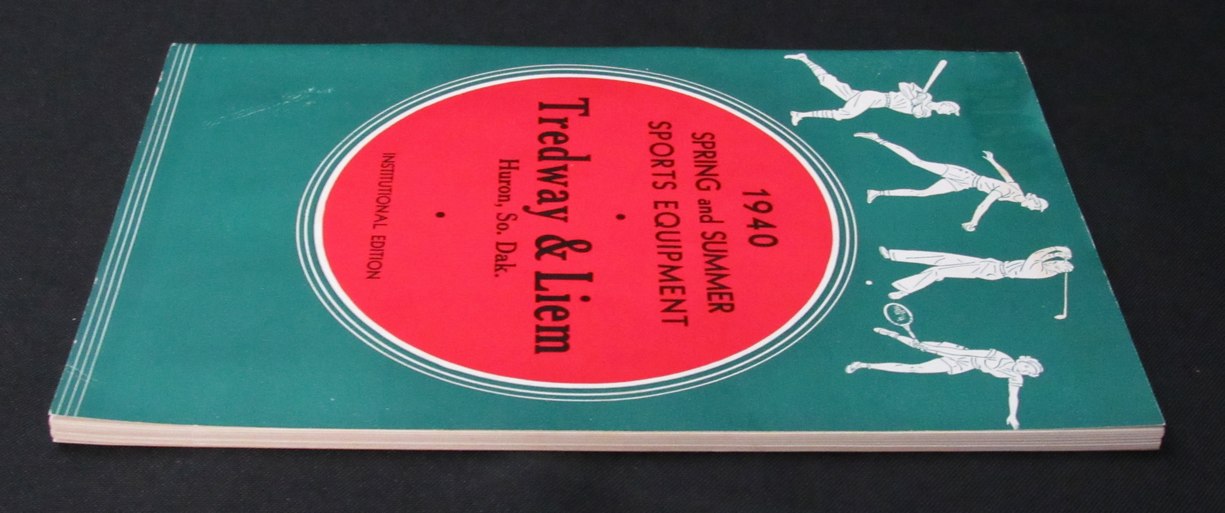 1940
SPRING and SUMMER
SPORTS EQUIPMENT
•
Tredway & Liem
Huron, So. Dak.
•
INSTITUTIONAL EDITION